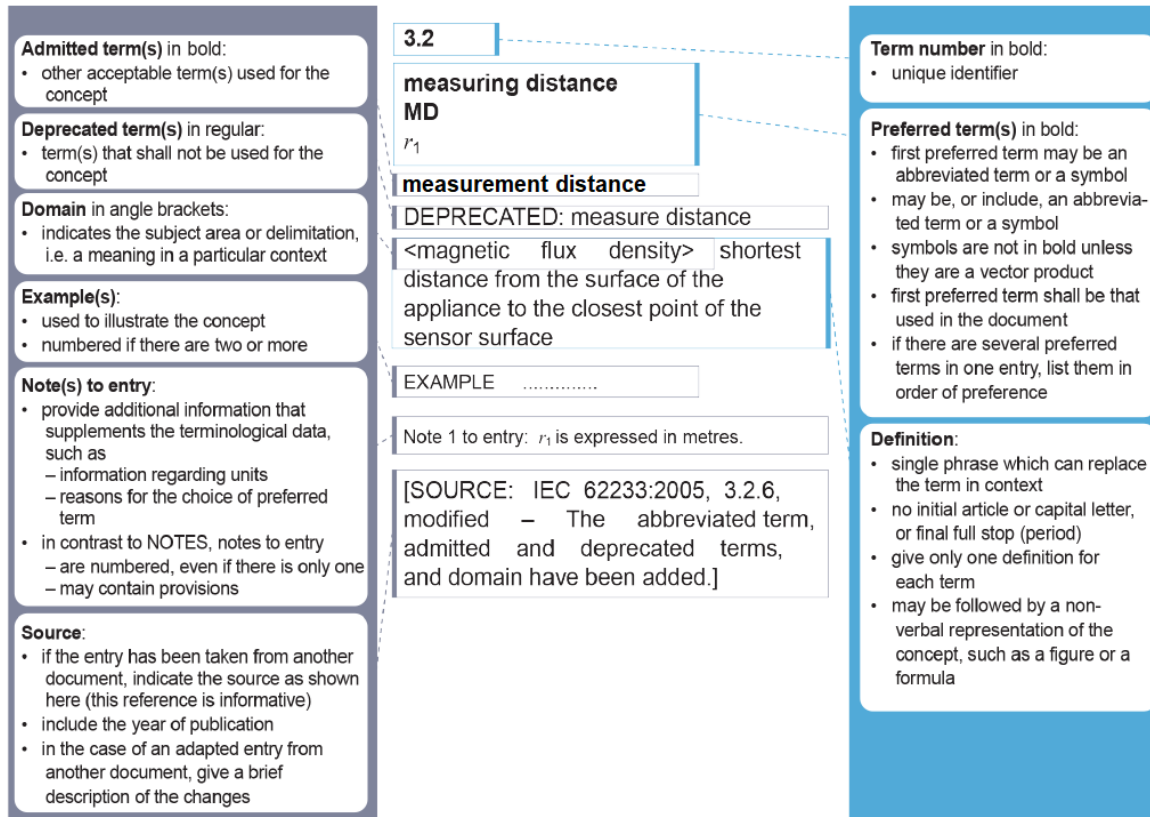 Admitted term(s) in bold:
• other acceptable term(s) used for the
concept
Deprecated term(s) in regular:
• term(s) that shall not be used for the
concept
Domain in angle brackets:
• indicates the subject area or delimitation,
i.e. a meaning in a particular context
Example(s):
• used to illustrate the concept
• numbered if there are two or more
Note(s) to entry:
• provide additional information that
supplements the terminological data,
such as
– information regarding units
– reasons for the choice of preferred
term
• in contrast to NOTES, notes to entry
– are numbered, even if there is only one
– may contain provisions
Source:
• if the entry has been taken from another
document, indicate the source as shown
here (this reference is informative)
• include the year of publication
• in the case of an adapted entry from
another document, give a brief
description of the changes
3.2
measuring distance
MD
r1
measurement distance
DEPRECATED: measure distance
<magnetic flux density> shortest
distance from the surface of the
appliance to the closest point of the
sensor surface
EXAMPLE ..............
Note 1 to entry: r1 is expressed in metres.
[SOURCE: IEC 62233:2005, 3.2.6,
modified – The abbreviated term,
admitted and deprecated terms,
and domain have been added.]
Term number in bold:
• unique identifier
Preferred term(s) in bold:
• first preferred term may be an
abbreviated term or a symbol
• may be, or include, an abbrevia-
ted term or a symbol
• symbols are not in bold unless
they are a vector product
• first preferred term shall be that
used in the document
• if there are several preferred
terms in one entry, list them in
order of preference
Definition:
• single phrase which can replace
the term in context
• no initial article or capital letter,
or final full stop (period)
• give only one definition for
each term
• may be followed by a non-
verbal representation of the
concept, such as a figure or a
formula